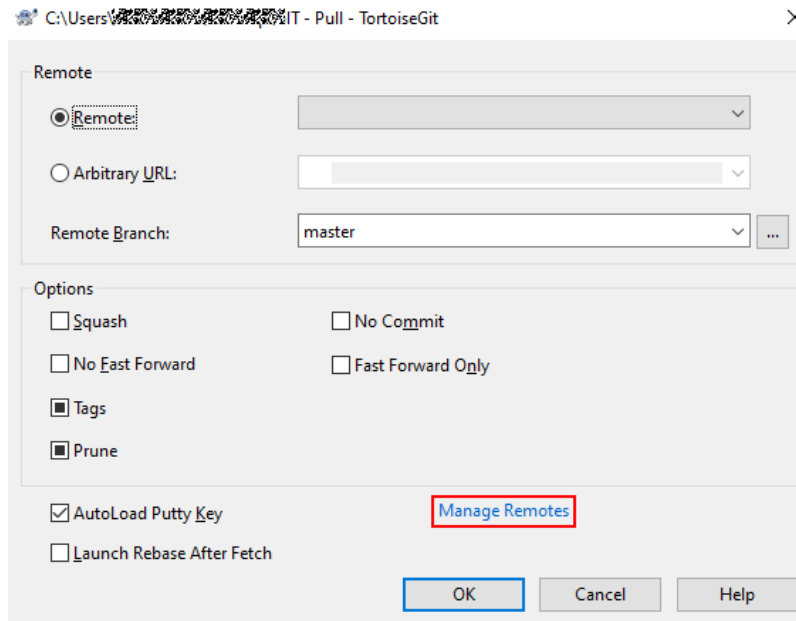 C:\Users\ IT - Pull - TortoiseGit
Remote
Remote:
Arbitrary URL:
Remote Branch:
master
...
Options
Squash
No Commit
No Fast Forward
Fast Forward Only
Tags
Prune
AutoLoad Putty Key
Manage Remotes
Launch Rebase After Fetch
OK
Cancel
Help